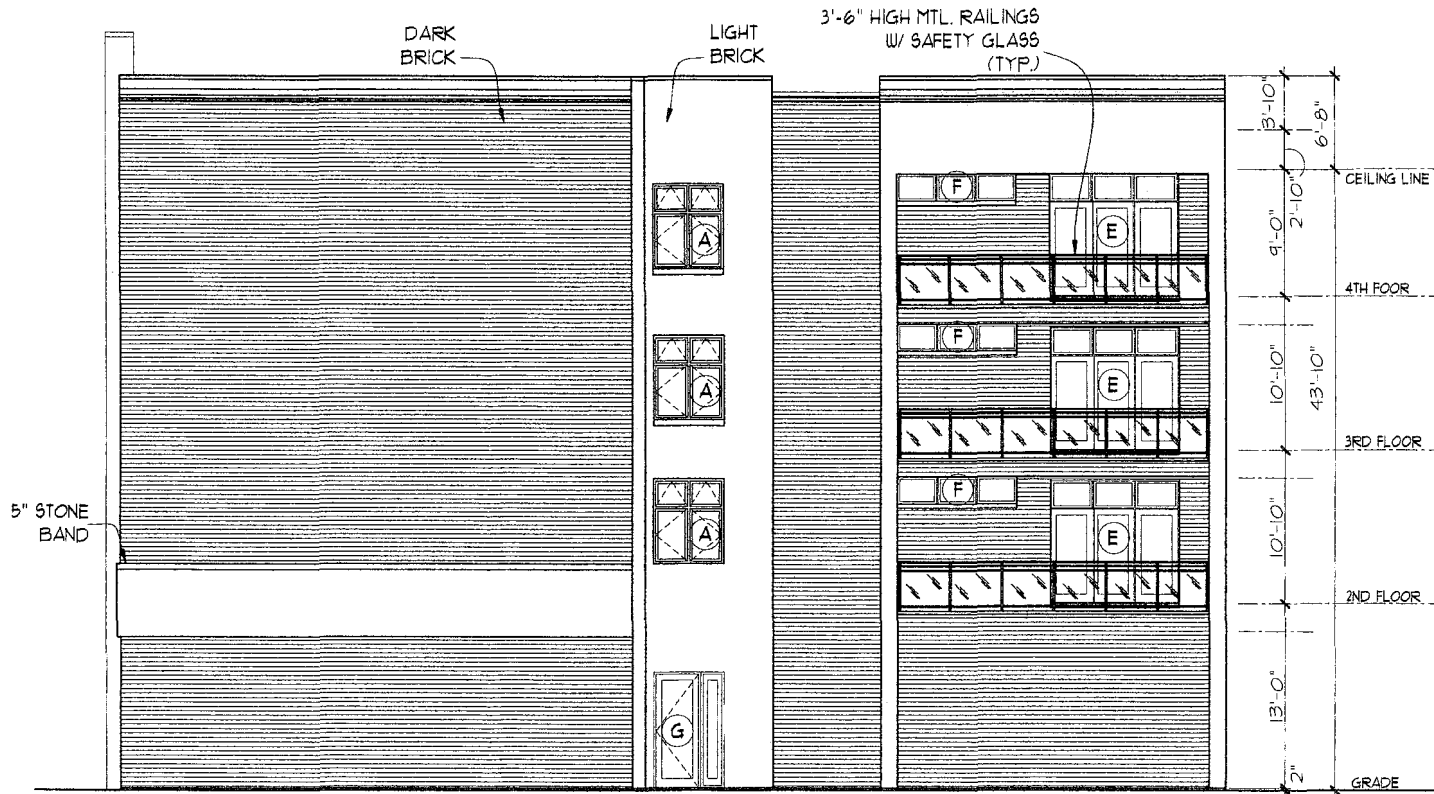 3'-6" HIGH MTL. RAILINGS
W/ SAFETY GLASS
(TYP.)
DARK
BRICK
LIGHT
BRICK
3'-10"
6'-8"
F
CEILING LINE
2'-10"
9'-0"
A
E
4TH FOOR
F
A
E
10'-10"
43'-10"
3RD FLOOR
F
5" STONE
BAND
A
E
10'-10"
2ND FLOOR
13'-0"
G
2"
GRADE